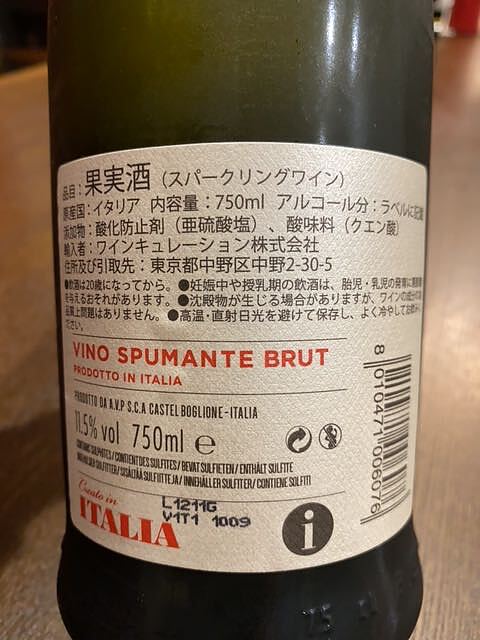 品目：果実酒（スパークリングワイン）
原産国：イタリア 内容量：750ml アルコール分：ラベルに記載
添加物：酸化防止剤（亜硫酸塩）、酸味料（クエン酸）
輸入者：ワインキュレーション株式会社
住所及び引取先：東京都中野区中野2-30-5
●飲酒は20歳になってから。●妊娠中や授乳期の飲酒は、胎児・乳児の発育に悪影響
を与えるおそれがあります。●沈殿物が生じる場合がありますが、ワインの成分で
品質上問題はありません。●高温・直射日光を避けて保存し、よく冷やしてお飲み
ください。
VINO SPUMANTE BRUT
PRODOTTO IN ITALIA
PRODOTTO DA A.V.P S.C.A CASTEL BOGLIONE-ITALIA
11.5% vol 750ml ℮
CONTAINS SULPHITES / CONTIENT DES SULFITES / BEVAT SULFIETEN / ENTHÄLT SULFITE
/ SISÄLTÄÄ SULFIITTEJA / INNEHÅLLER SULFITER / CONTIENE SOLFITI
Creato in
ITALIA
L1211G
V1T1 1009
i
8 010471 006076